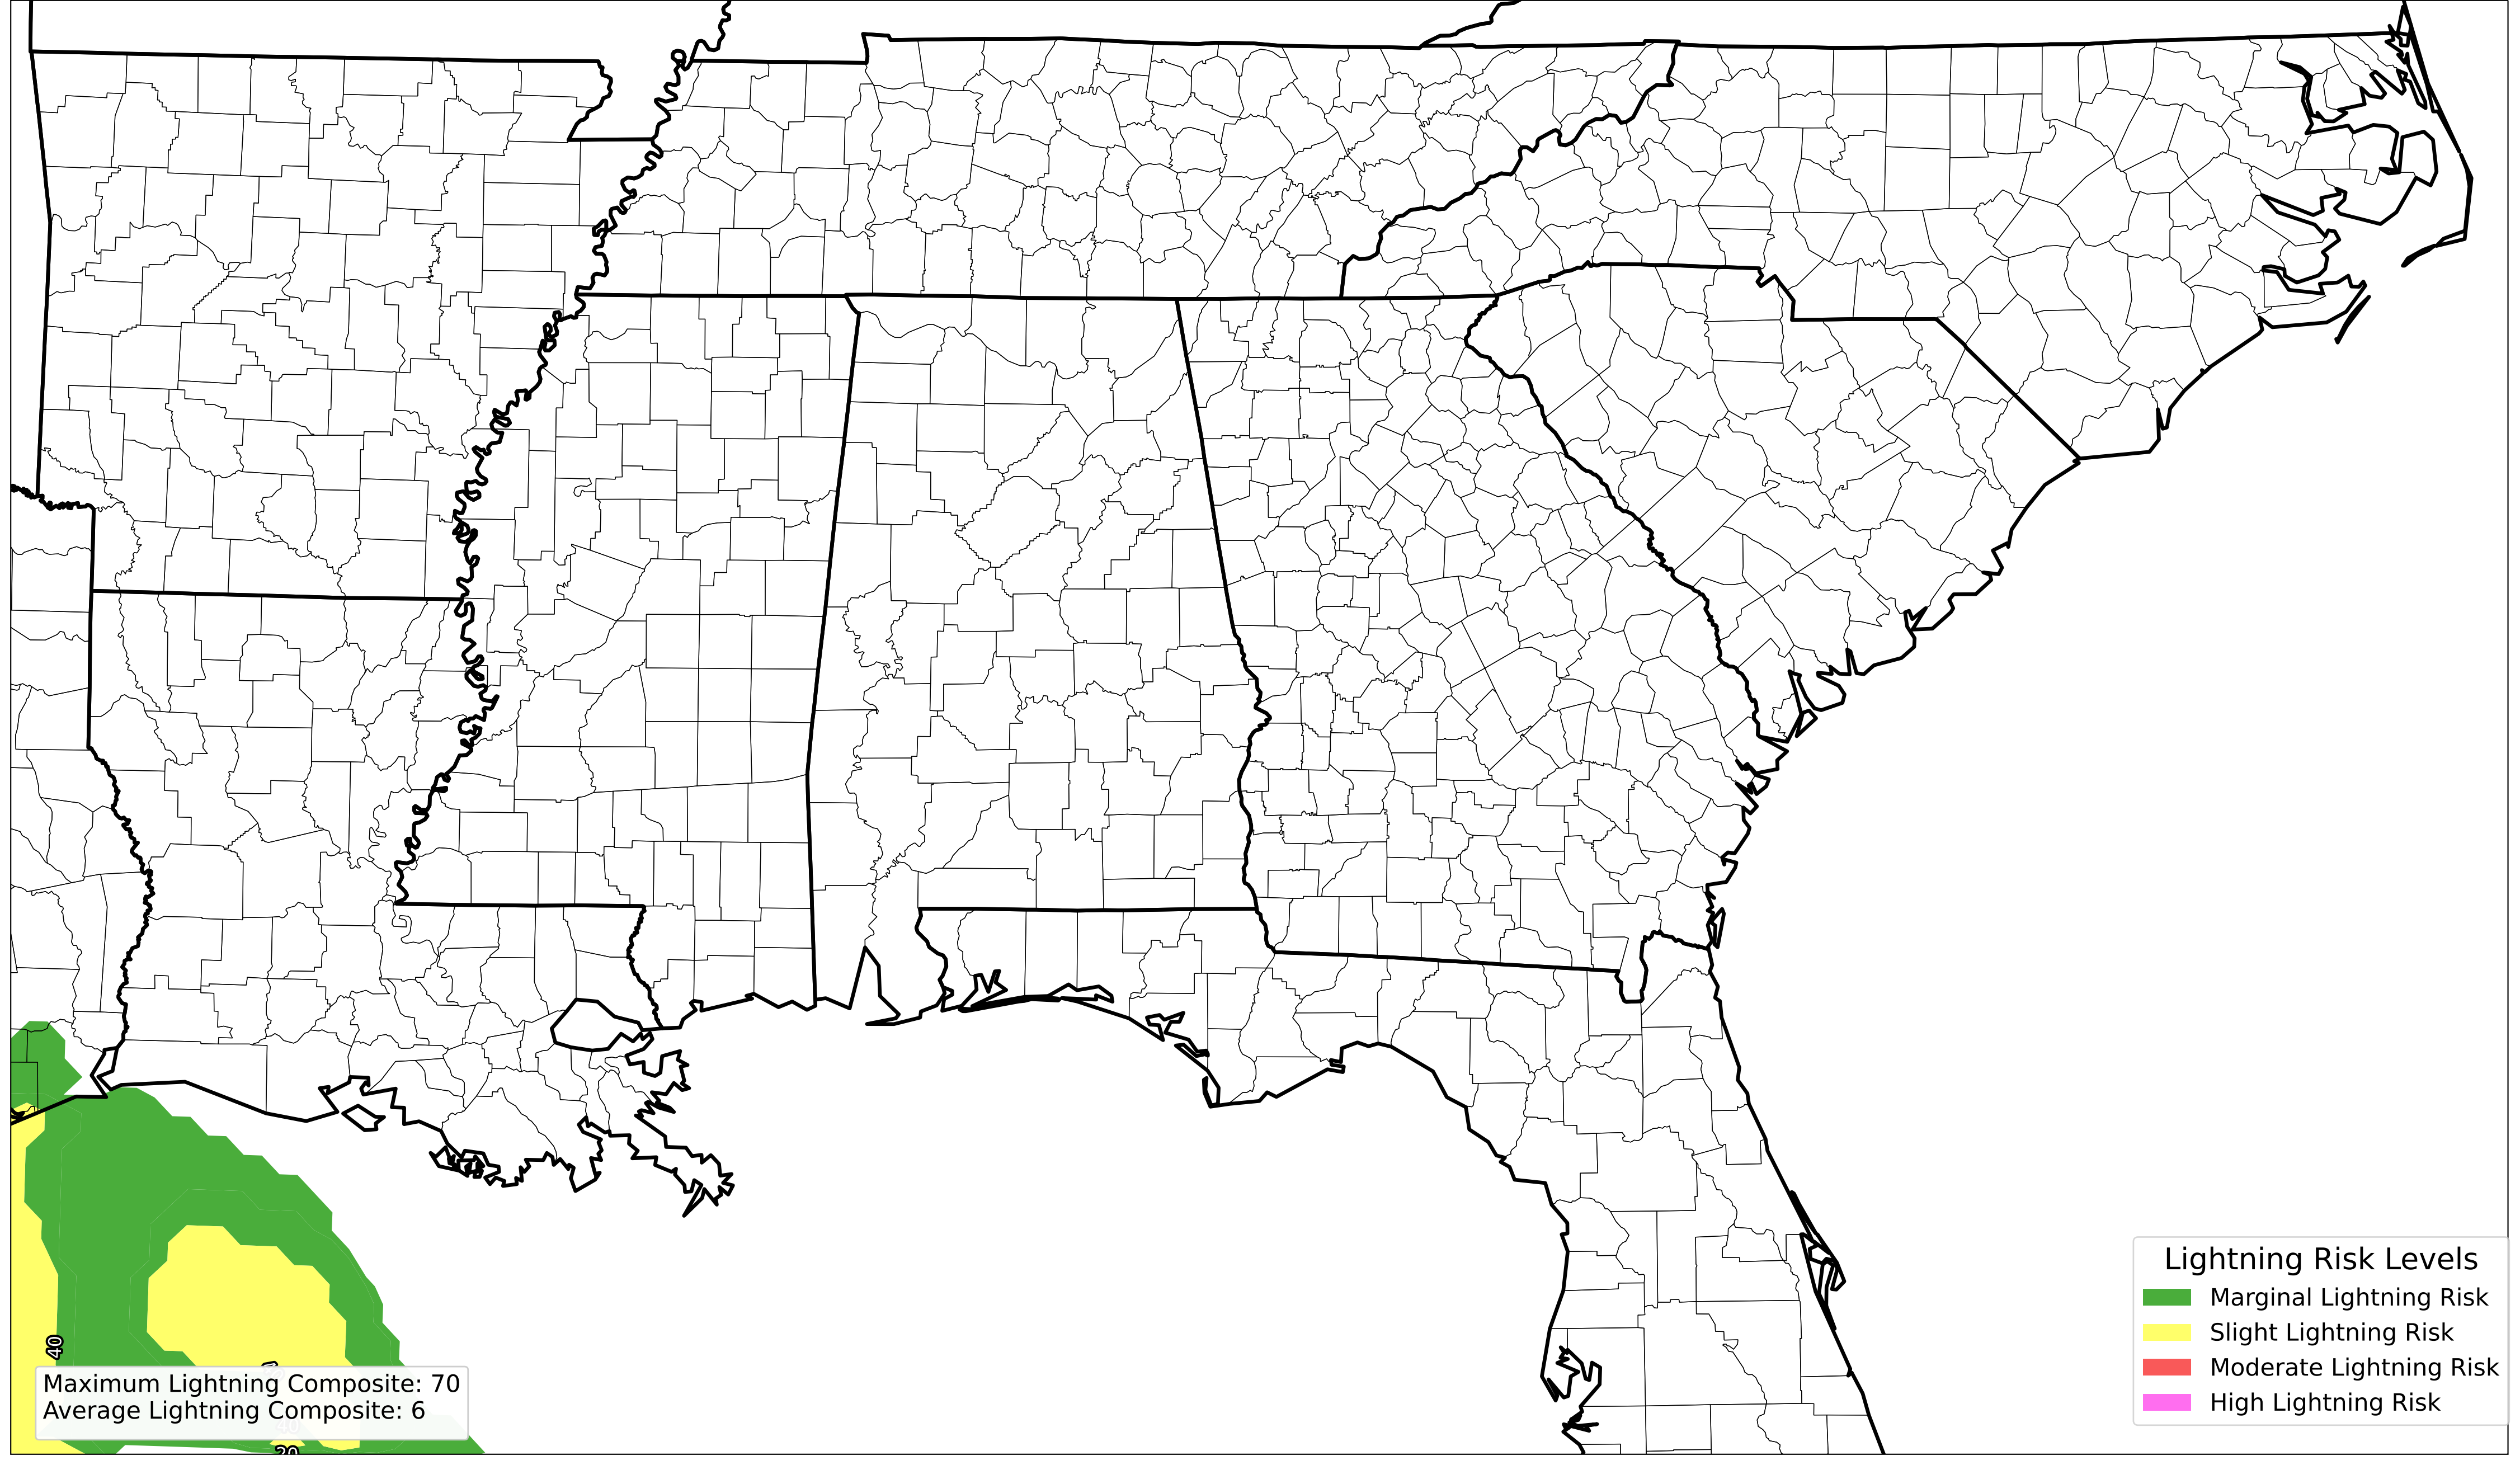 40
Maximum Lightning Composite: 70
Average Lightning Composite: 6
20
Lightning Risk Levels
Marginal Lightning Risk
Slight Lightning Risk
Moderate Lightning Risk
High Lightning Risk